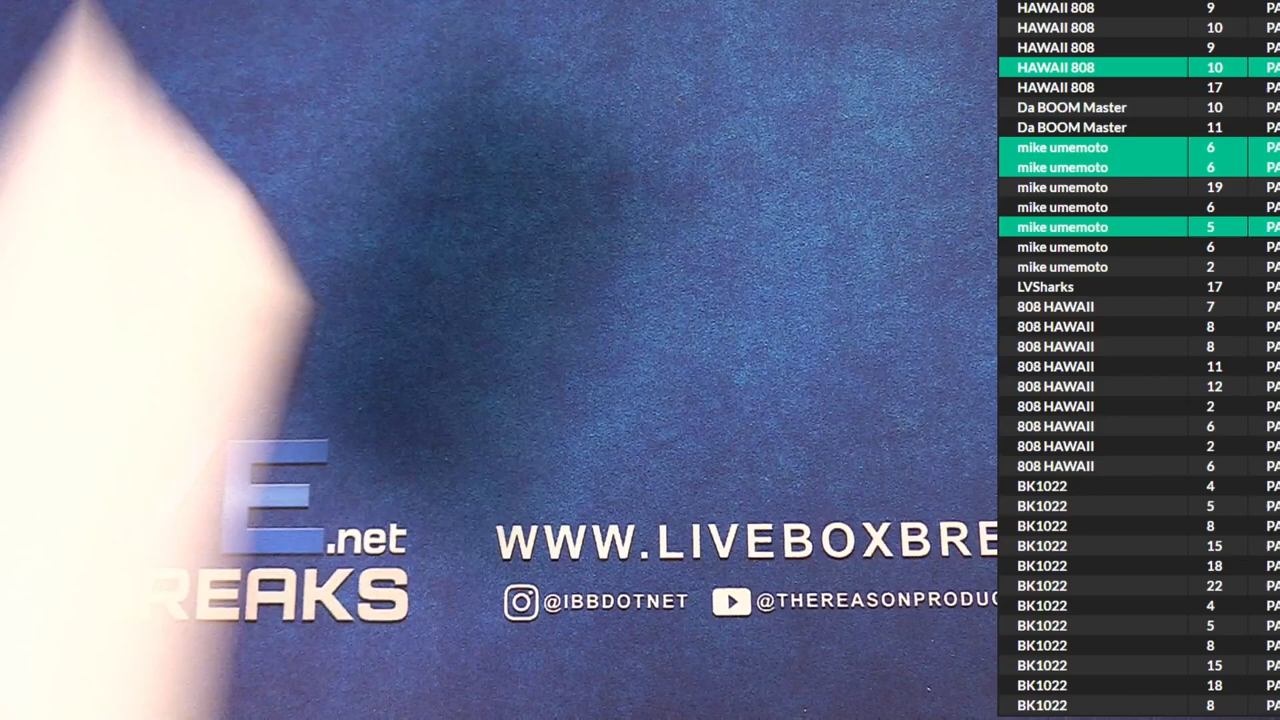 HAWAII 808 9 PA
HAWAII 808 10 PA
HAWAII 808 9 PA
HAWAII 808 10 PA
HAWAII 808 17 PA
Da BOOM Master 10 PA
Da BOOM Master 11 PA
mike umemoto 6 PA
mike umemoto 6 PA
mike umemoto 19 PA
mike umemoto 6 PA
mike umemoto 5 PA
mike umemoto 6 PA
mike umemoto 2 PA
LVSharks 17 PA
808 HAWAII 7 PA
808 HAWAII 8 PA
808 HAWAII 8 PA
808 HAWAII 11 PA
808 HAWAII 12 PA
808 HAWAII 2 PA
808 HAWAII 6 PA
808 HAWAII 2 PA
808 HAWAII 6 PA
BK1022 4 PA
BK1022 5 PA
BK1022 8 PA
BK1022 15 PA
BK1022 18 PA
BK1022 22 PA
BK1022 4 PA
BK1022 5 PA
BK1022 8 PA
BK1022 15 PA
BK1022 18 PA
BK1022 8 PA
E.net
REAKS
WWW.LIVEBOXBRE
@IBBDOTNET @THEREASONPRODUC